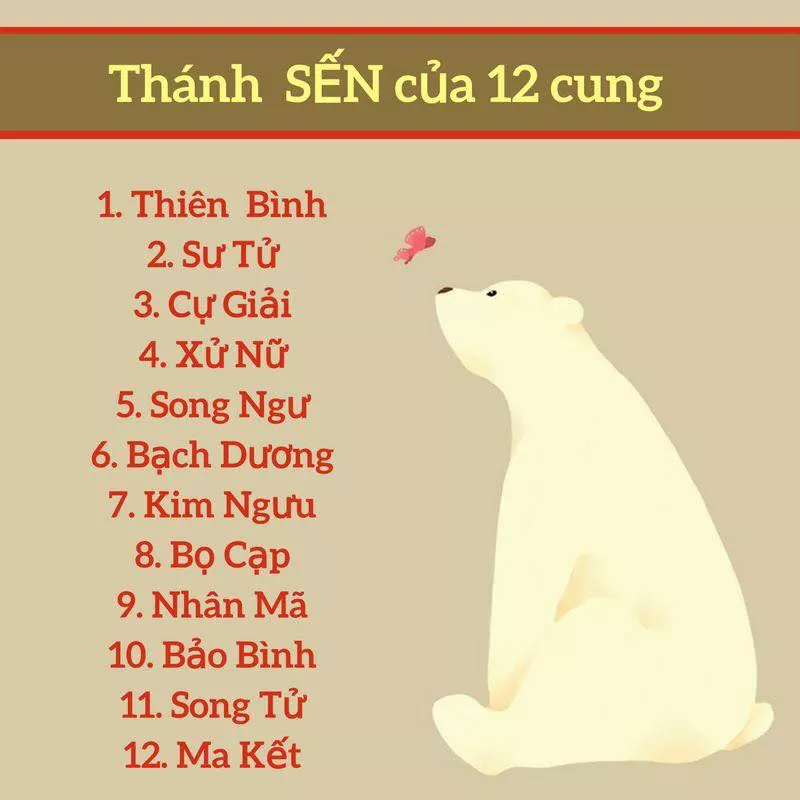 Thánh SẾN của 12 cung
1. Thiên Bình
2. Sư Tử
3. Cự Giải
4. Xử Nữ
5. Song Ngư
6. Bạch Dương
7. Kim Ngưu
8. Bọ Cạp
9. Nhân Mã
10. Bảo Bình
11. Song Tử
12. Ma Kết